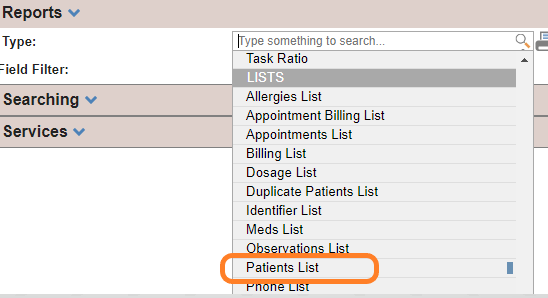 Reports
Type:
Type something to search...
Field Filter:
Task Ratio
LISTS
Allergies List
Searching
Appointment Billing List
Services
Appointments List
Billing List
Dosage List
Duplicate Patients List
Identifier List
Meds List
Observations List
Patients List
Phone List